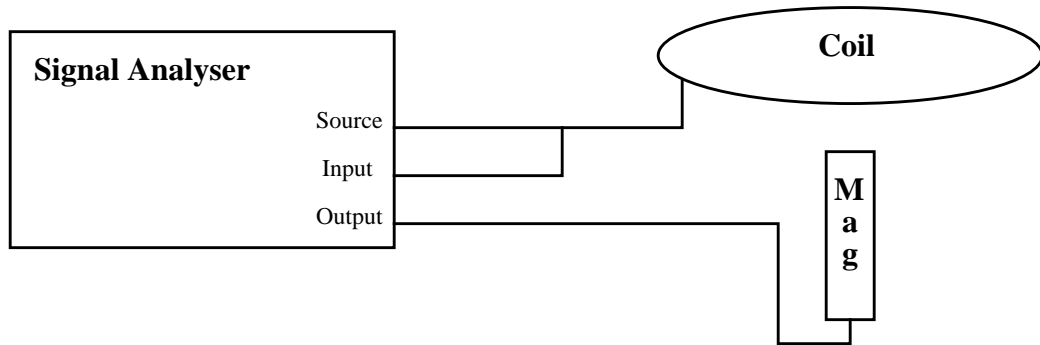 Signal Analyser
Source
Input
Output
Coil
M
a
g